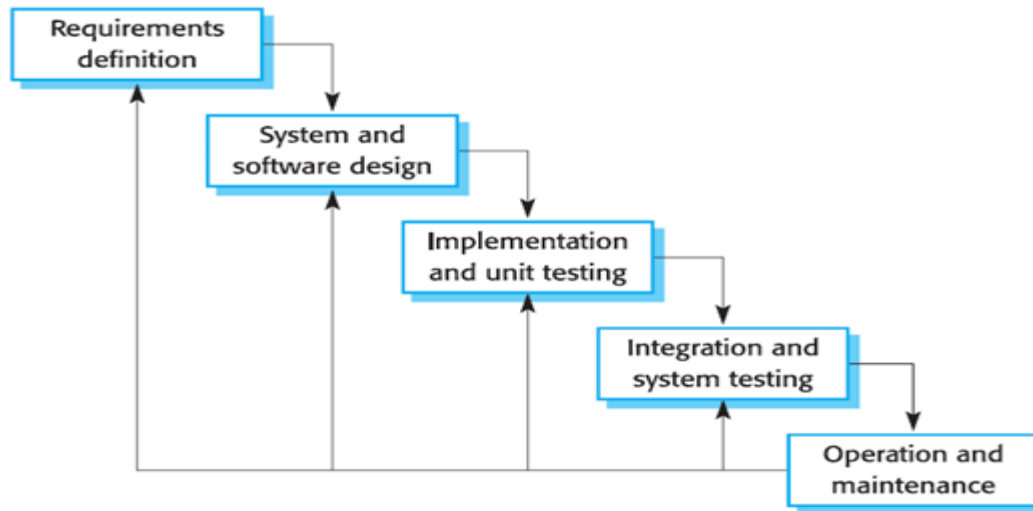 Requirements
definition
System and
software design
Implementation
and unit testing
Integration and
system testing
Operation and
maintenance